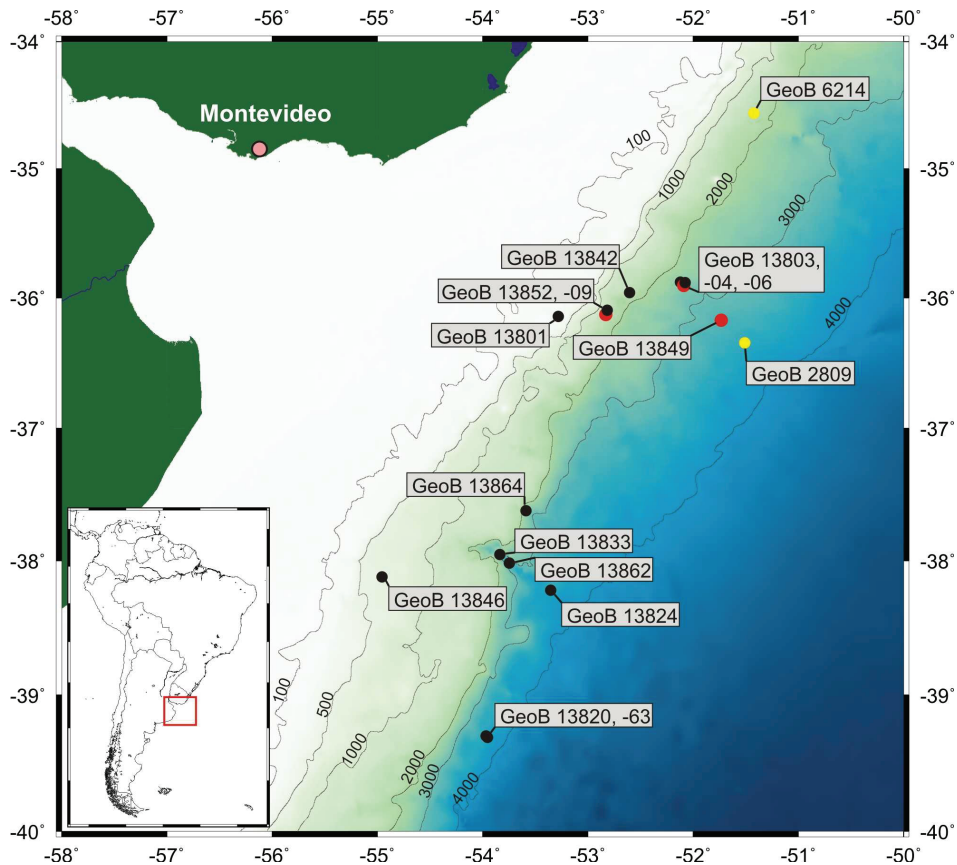 -58° -57° -56° -55° -54° -53° -52° -51° -50°
-34° -34°
GeoB 6214
Montevideo
100
1000
2000
-35° -35°
3000
GeoB 13842
GeoB 13803,
-04, -06
GeoB 13852, -09
-36° -36°
4000
GeoB 13801
GeoB 13849
GeoB 2809
-37° -37°
GeoB 13864
GeoB 13833
-38° -38°
GeoB 13862
GeoB 13846
GeoB 13824
-39° -39°
100
500
GeoB 13820, -63
1000
2000
3000
4000
-40° -40°
-58° -57° -56° -55° -54° -53° -52° -51° -50°